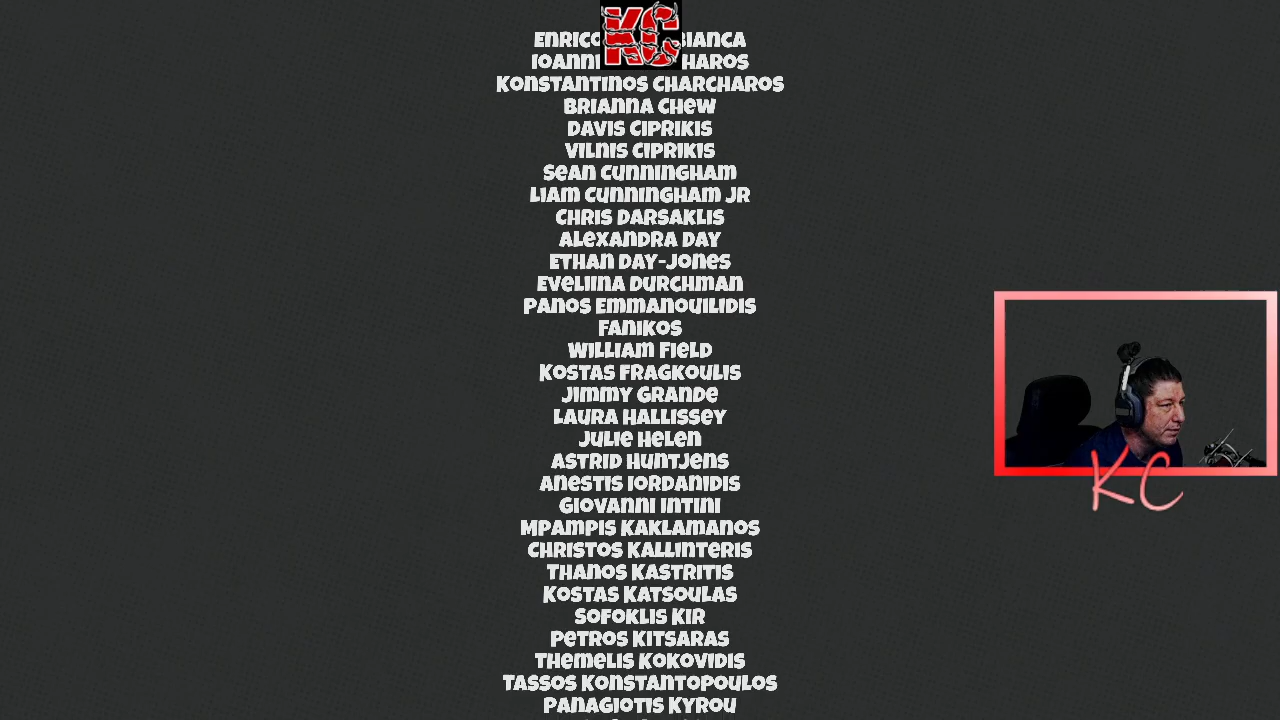 KC
ENRICO BIANCA
KONSTANTINOS CHARCHAROS
BRIANNA CHEW
DAVIS CIPRIKIS
VILNIS CIPRIKIS
SEAN CUNNINGHAM
LIAM CUNNINGHAM JR
CHRIS DARSAKLIS
ALEXANDRA DAY
ETHAN DAY-JONES
EVELIINA DURCHMAN
PANOS EMMANOUILIDIS
FANIKOS
WILLIAM FIELD
KOSTAS FRAGKOULIS
JIMMY GRANDE
LAURA HALLISSEY
JULIE HELEN
ASTRID HUNTJENS
ANESTIS IORDANIDIS
GIOVANNI INTINI
MPAMPIS KAKLAMANOS
CHRISTOS KALLINTERIS
THANOS KASTRITIS
KOSTAS KATSOULAS
SOFOKLIS KIR
PETROS KITSARAS
THEMELIS KOKOVIDIS
TASSOS KONSTANTOPOULOS
PANAGIOTIS KYROU
KC